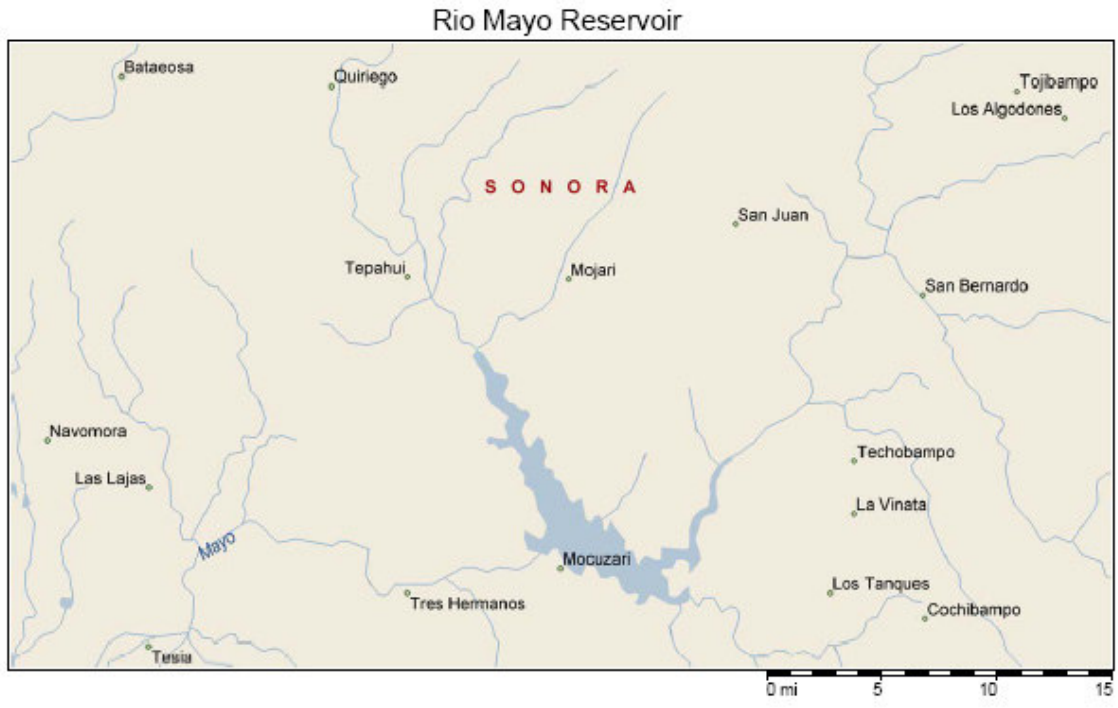 Rio Mayo Reservoir
Bataeosa
Quiriego
Tojibampo
Los Algodones
SONORA
San Juan
Tepahui
Mojari
San Bernardo
Navomora
Techobampo
Las Lajas
La Vinata
Mayo
Mocuzari
Los Tanques
Tres Hermanos
Cochibampo
Tesia
0 mi 5 10 15